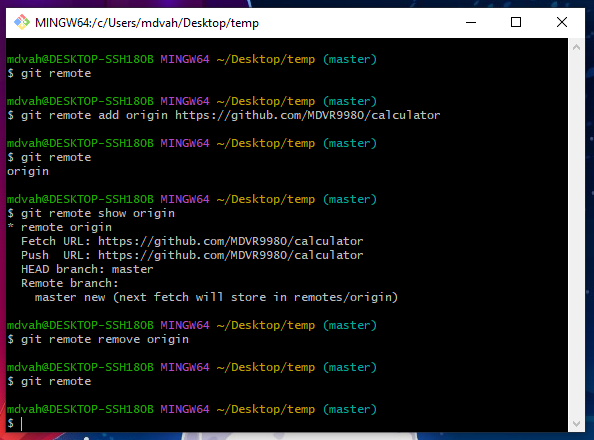 MINGW64:/c/Users/mdvah/Desktop/temp
mdvah@DESKTOP-SSH18OB MINGW64 ~/Desktop/temp (master)
$ git remote
mdvah@DESKTOP-SSH18OB MINGW64 ~/Desktop/temp (master)
$ git remote add origin https://github.com/MDVR9980/calculator
mdvah@DESKTOP-SSH18OB MINGW64 ~/Desktop/temp (master)
$ git remote
origin
mdvah@DESKTOP-SSH18OB MINGW64 ~/Desktop/temp (master)
$ git remote show origin
* remote origin
  Fetch URL: https://github.com/MDVR9980/calculator
  Push  URL: https://github.com/MDVR9980/calculator
  HEAD branch: master
  Remote branch:
    master new (next fetch will store in remotes/origin)
mdvah@DESKTOP-SSH18OB MINGW64 ~/Desktop/temp (master)
$ git remote remove origin
mdvah@DESKTOP-SSH18OB MINGW64 ~/Desktop/temp (master)
$ git remote
mdvah@DESKTOP-SSH18OB MINGW64 ~/Desktop/temp (master)
$